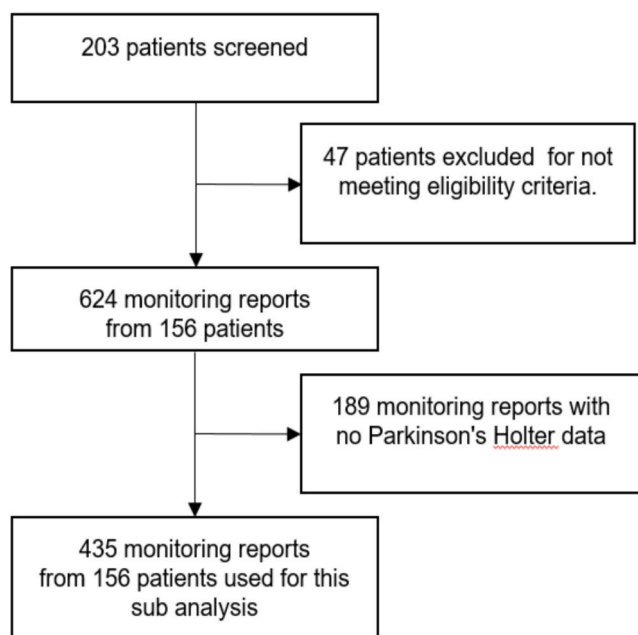 203 patients screened
47 patients excluded for not
meeting eligibility criteria.
624 monitoring reports
from 156 patients
189 monitoring reports with
no Parkinson's Holter data
435 monitoring reports
from 156 patients used for this
sub analysis